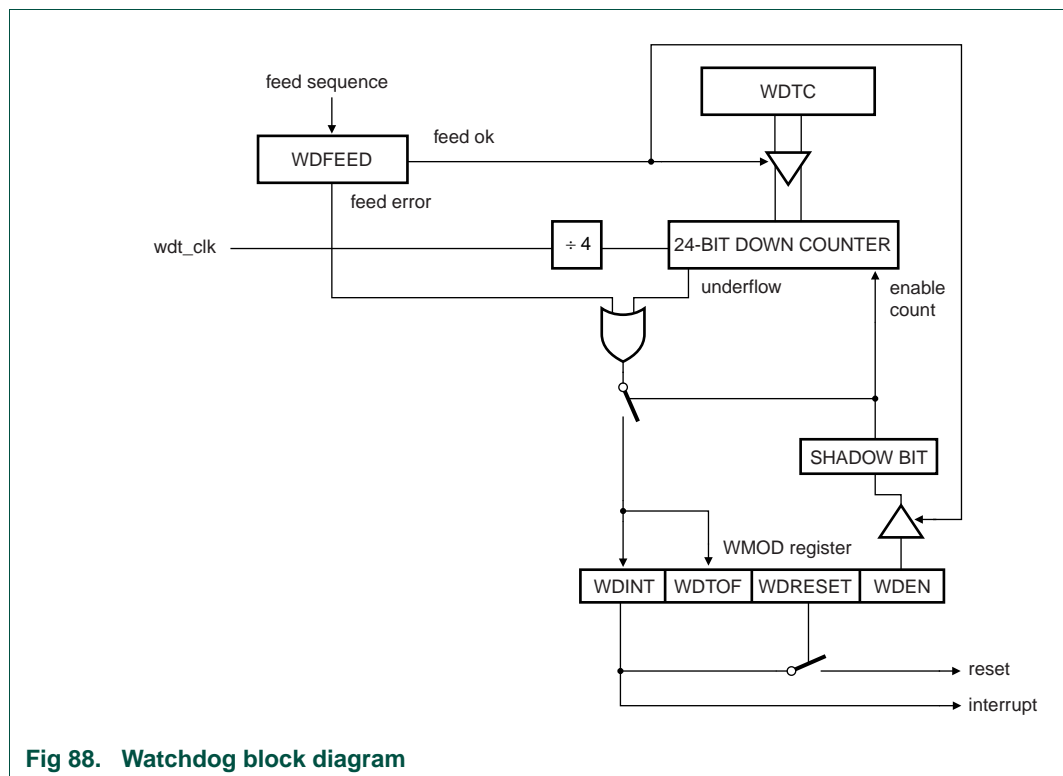 feed sequence
WDTC
feed ok
WDFEED
feed error
wdt_clk
÷ 4
24-BIT DOWN COUNTER
underflow
enable
count
SHADOW BIT
WMOD register
WDINT
WDTOF
WDRESET
WDEN
reset
interrupt
Fig 88. Watchdog block diagram